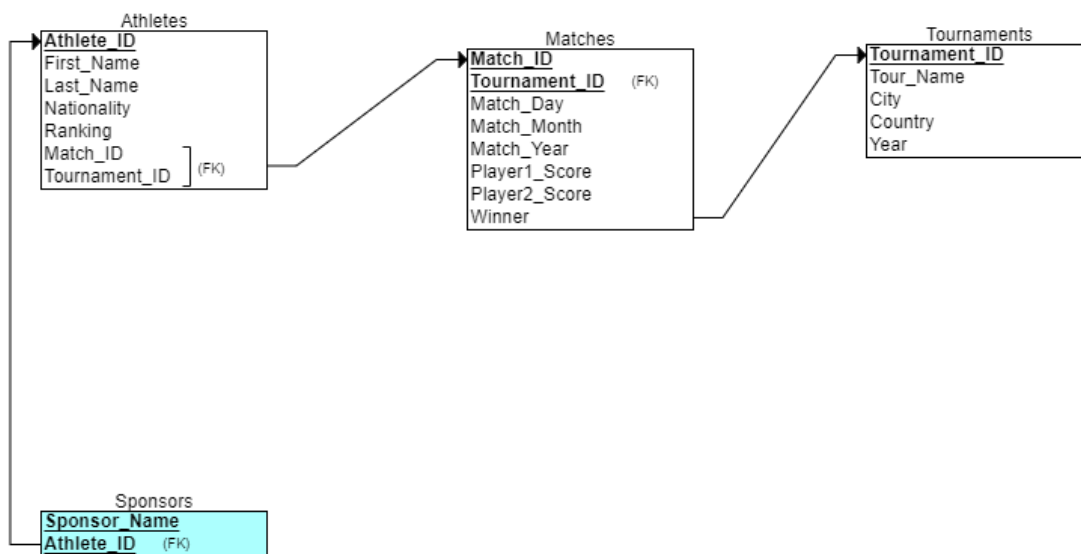 Athletes
Athlete_ID
First_Name
Last_Name
Nationality
Ranking
Match_ID
Tournament_ID (FK)
Matches
Match_ID
Tournament_ID (FK)
Match_Day
Match_Month
Match_Year
Player1_Score
Player2_Score
Winner
Tournaments
Tournament_ID
Tour_Name
City
Country
Year
Sponsors
Sponsor_Name
Athlete_ID (FK)